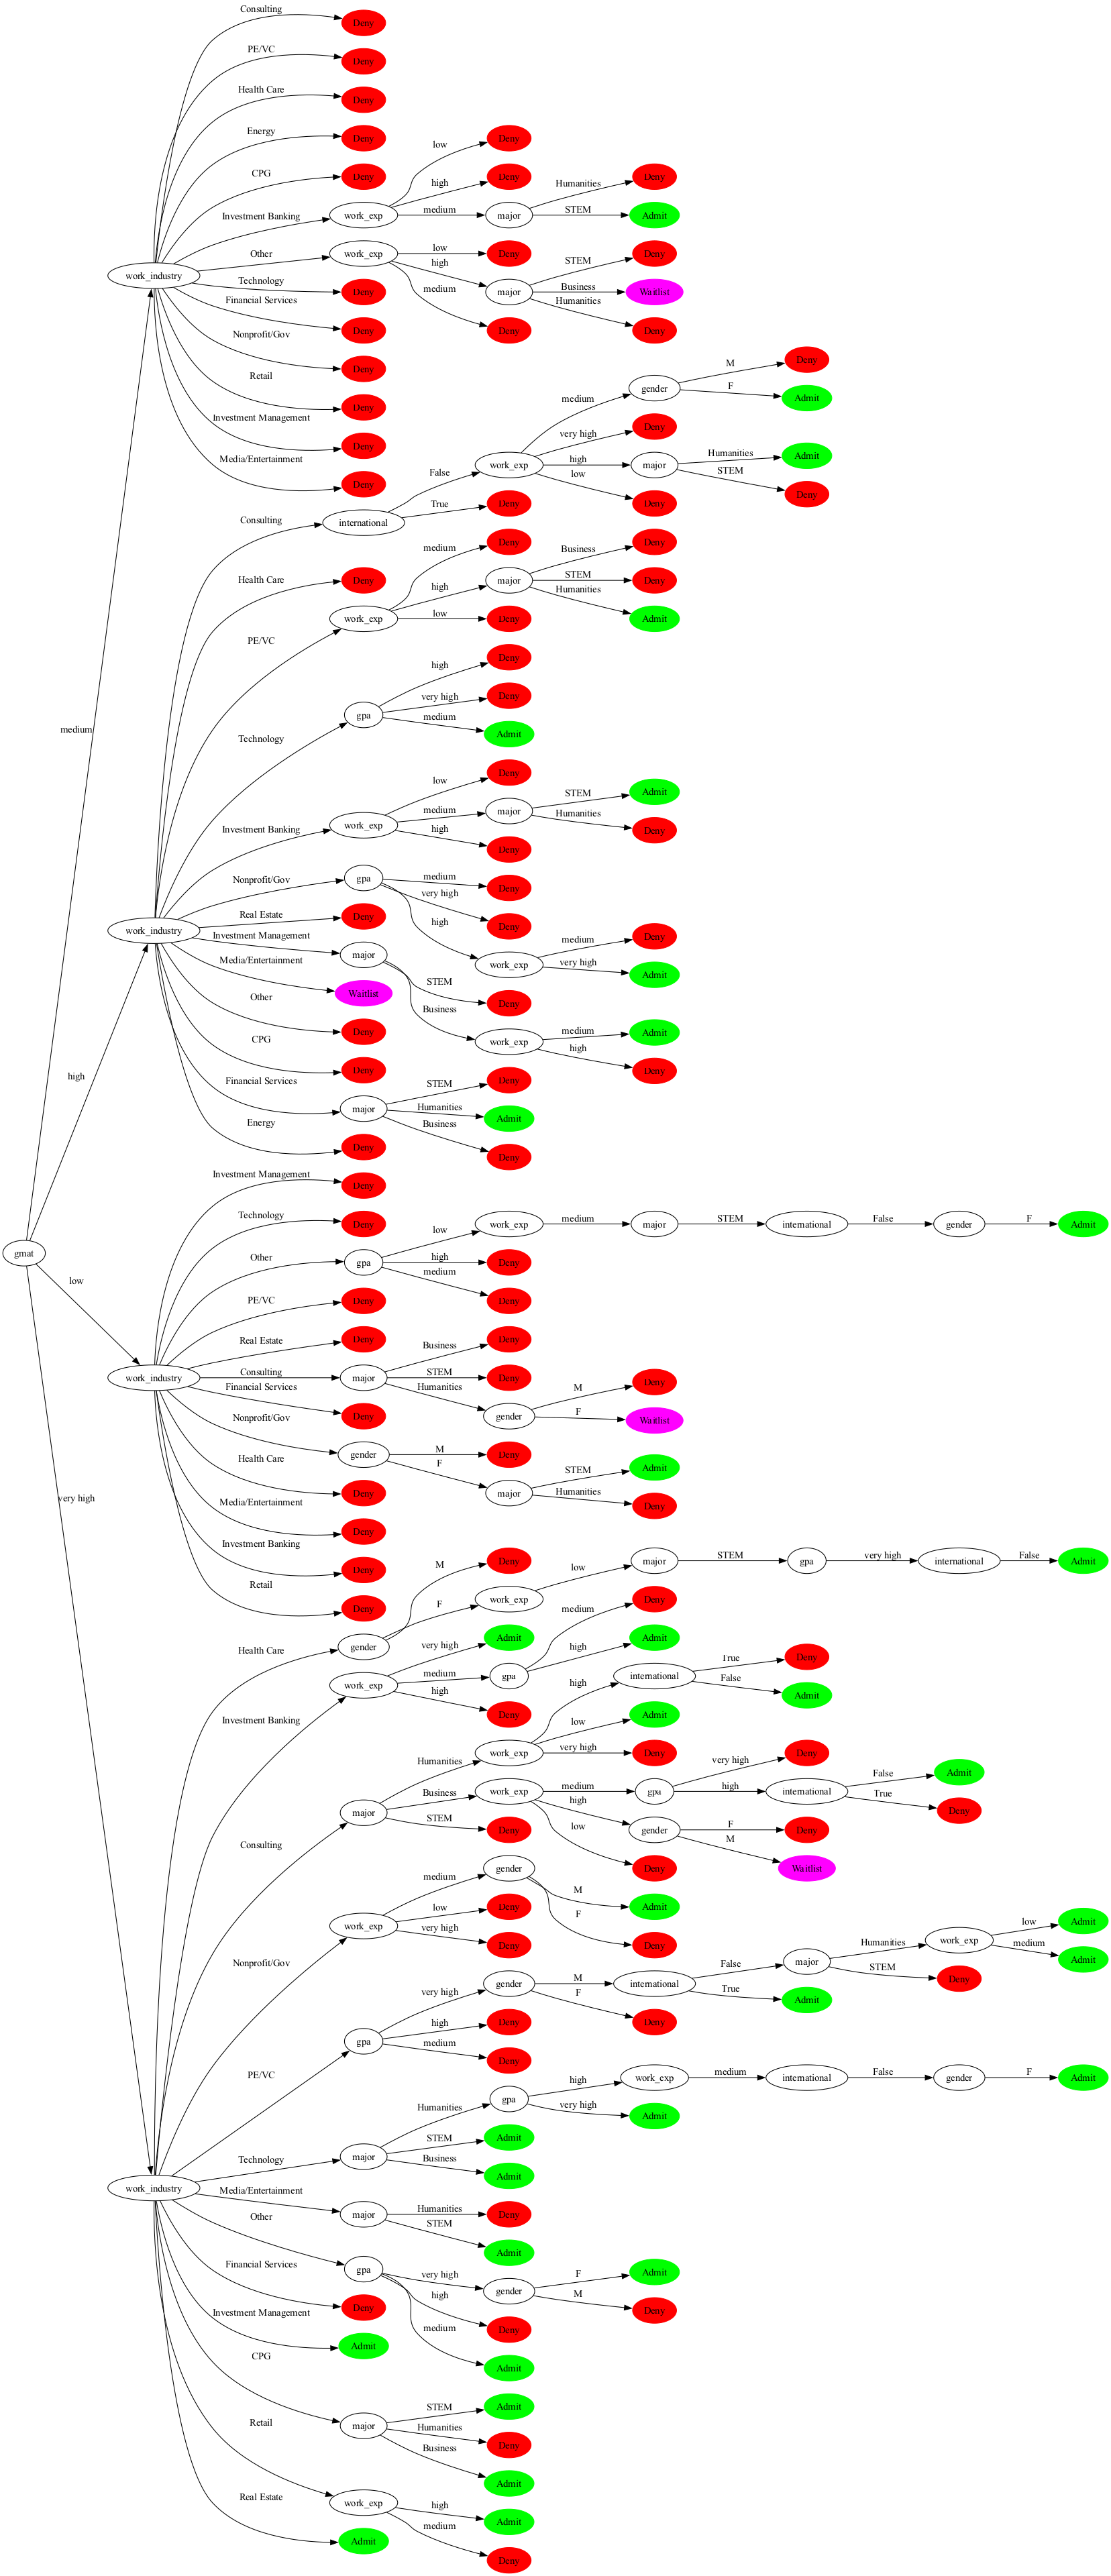 gmat
medium
work_industry
Consulting
Deny
PE/VC
Deny
Health Care
Deny
Energy
Deny
CPG
Deny
Investment Banking
work_exp
low
Deny
high
Deny
medium
major
Humanities
Deny
STEM
Admit
Other
work_exp
low
Deny
high
major
STEM
Deny
Business
Waitlist
Humanities
Deny
medium
Deny
Technology
Deny
Financial Services
Deny
Nonprofit/Gov
Deny
Retail
Deny
Investment Management
Deny
Media/Entertainment
Deny
high
work_industry
Consulting
international
False
work_exp
medium
gender
M
Deny
F
Admit
very high
Deny
high
major
Humanities
Admit
STEM
Deny
low
Deny
True
Deny
Health Care
Deny
PE/VC
work_exp
medium
Deny
high
major
Business
Deny
STEM
Deny
Humanities
Admit
low
Deny
Technology
gpa
high
Deny
very high
Deny
medium
Admit
Investment Banking
work_exp
low
Deny
medium
major
STEM
Admit
Humanities
Deny
high
Deny
Nonprofit/Gov
gpa
medium
Deny
very high
Deny
high
work_exp
medium
Deny
very high
Admit
Real Estate
Deny
Investment Management
major
STEM
Deny
Business
work_exp
medium
Admit
high
Deny
Media/Entertainment
Waitlist
Other
Deny
CPG
Deny
Financial Services
major
STEM
Deny
Humanities
Admit
Business
Deny
Energy
Deny
low
work_industry
Investment Management
Deny
Technology
Deny
Other
gpa
low
work_exp
medium
major
STEM
international
False
gender
F
Admit
high
Deny
medium
Deny
PE/VC
Deny
Real Estate
Deny
Consulting
major
Business
Deny
STEM
Deny
Humanities
gender
M
Deny
F
Waitlist
Financial Services
Deny
Nonprofit/Gov
gender
M
Deny
F
major
STEM
Admit
Humanities
Deny
Health Care
Deny
Media/Entertainment
Deny
Investment Banking
Deny
Retail
Deny
very high
work_industry
Health Care
gender
M
Deny
F
work_exp
low
major
STEM
gpa
very high
international
False
Admit
Investment Banking
work_exp
very high
Admit
medium
gpa
medium
Deny
high
Admit
high
Deny
Consulting
major
Humanities
work_exp
high
international
True
Deny
False
Admit
low
Admit
very high
Deny
Business
work_exp
medium
gpa
very high
Deny
high
international
False
Admit
True
Deny
high
gender
F
Deny
M
Waitlist
low
Deny
STEM
Deny
Nonprofit/Gov
work_exp
medium
gender
M
Admit
F
Deny
low
Deny
very high
Deny
PE/VC
gpa
very high
gender
M
international
False
major
Humanities
work_exp
low
Admit
medium
Admit
STEM
Deny
True
Admit
F
Deny
high
Deny
medium
Deny
Technology
major
Humanities
gpa
high
work_exp
medium
international
False
gender
F
Admit
very high
Admit
STEM
Admit
Business
Admit
Media/Entertainment
major
Humanities
Deny
STEM
Admit
Other
gpa
very high
gender
F
Admit
M
Deny
high
Deny
medium
Admit
Financial Services
Deny
Investment Management
Admit
CPG
major
STEM
Admit
Humanities
Deny
Business
Admit
Retail
work_exp
high
Admit
medium
Deny
Real Estate
Admit